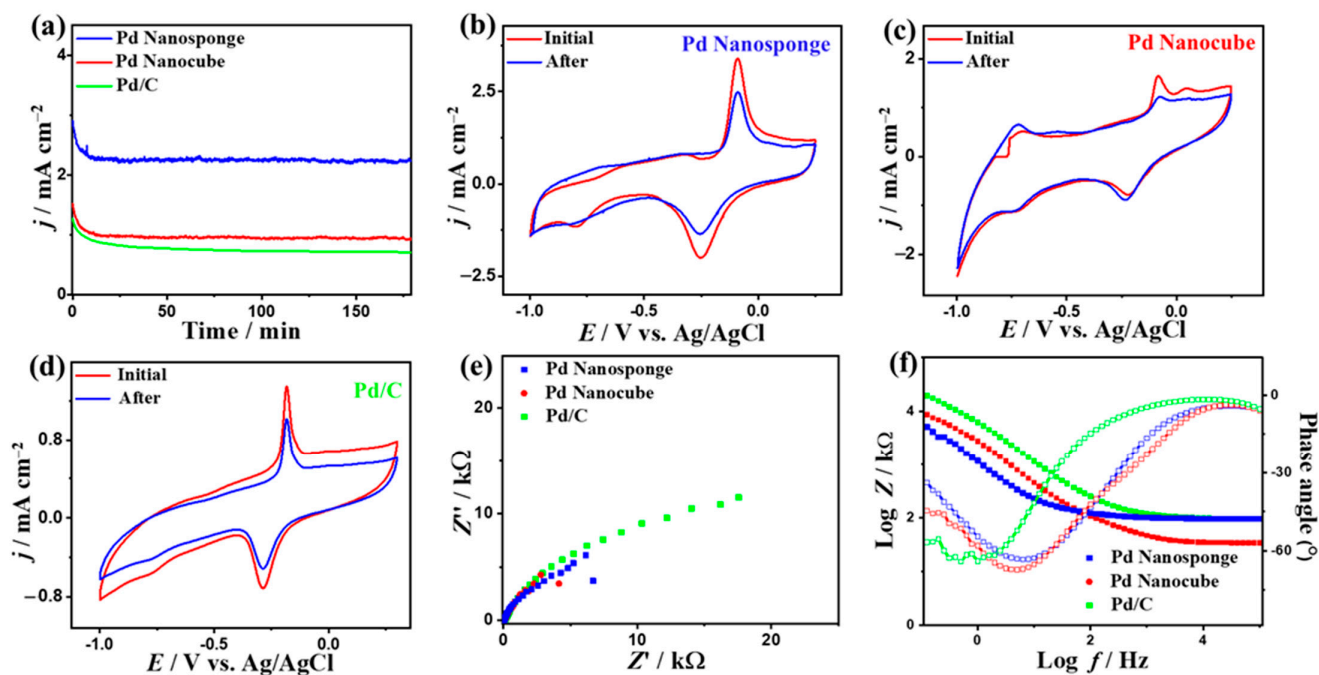 (a)
Pd Nanosponge
Pd Nanocube
Pd/C
4
2
0
j / mA cm−2
50
100
150
Time / min
(b)
Initial
After
Pd Nanosponge
2.5
0.0
−2.5
j / mA cm−2
-1.0
-0.5
0.0
E / V vs. Ag/AgCl
(c)
Initial
After
Pd Nanocube
2
0
−2
j / mA cm−2
-1.0
-0.5
0.0
E / V vs. Ag/AgCl
(d)
Initial
After
Pd/C
0.8
0.0
−0.8
j / mA cm−2
-1.0
-0.5
0.0
E / V vs. Ag/AgCl
(e)
Pd Nanosponge
Pd Nanocube
Pd/C
20
10
0
Z'' / kΩ
0
10
20
Z' / kΩ
(f)
4
2
0
Log Z / kΩ
0
−30
−60
Phase angle (°)
Pd Nanosponge
Pd Nanocube
Pd/C
0
2
4
Log f / Hz